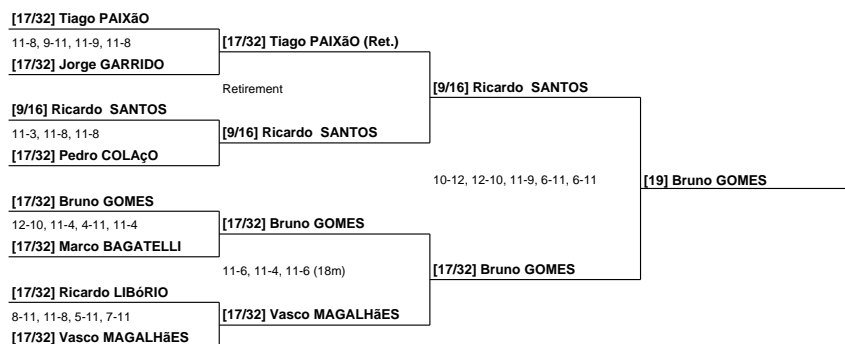 [17/32] Tiago PAIXãO
11-8, 9-11, 11-9, 11-8
[17/32] Jorge GARRIDO
[17/32] Tiago PAIXãO (Ret.)
Retirement
[9/16] Ricardo  SANTOS
[9/16] Ricardo  SANTOS
11-3, 11-8, 11-8
[17/32] Pedro COLAçO
[9/16] Ricardo  SANTOS
10-12, 12-10, 11-9, 6-11, 6-11
[19] Bruno GOMES
[17/32] Bruno GOMES
12-10, 11-4, 4-11, 11-4
[17/32] Marco BAGATELLI
[17/32] Bruno GOMES
11-6, 11-4, 11-6 (18m)
[17/32] Bruno GOMES
[17/32] Ricardo LIBóRIO
8-11, 11-8, 5-11, 7-11
[17/32] Vasco MAGALHãES
[17/32] Vasco MAGALHãES